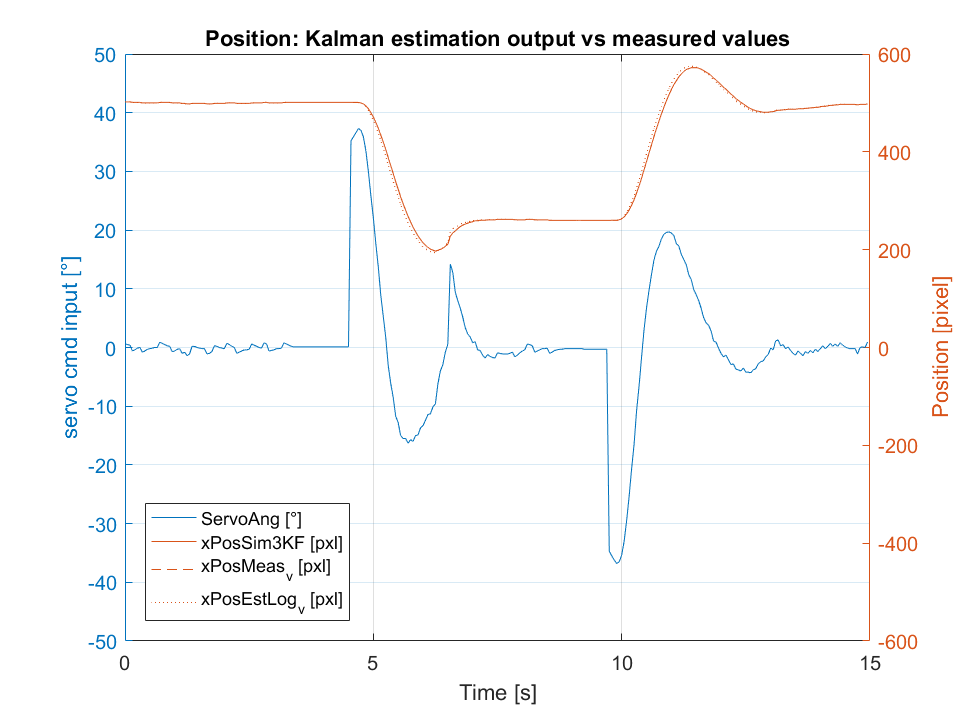 Position: Kalman estimation output vs measured values
50
40
30
20
10
0
-10
-20
-30
-40
-50
servo cmd input [°]
600
400
200
0
-200
-400
-600
Position [pixel]
ServoAng [°]
xPosSim3KF [pxl]
xPosMeasv [pxl]
xPosEstLogv [pxl]
0 5 10 15
Time [s]